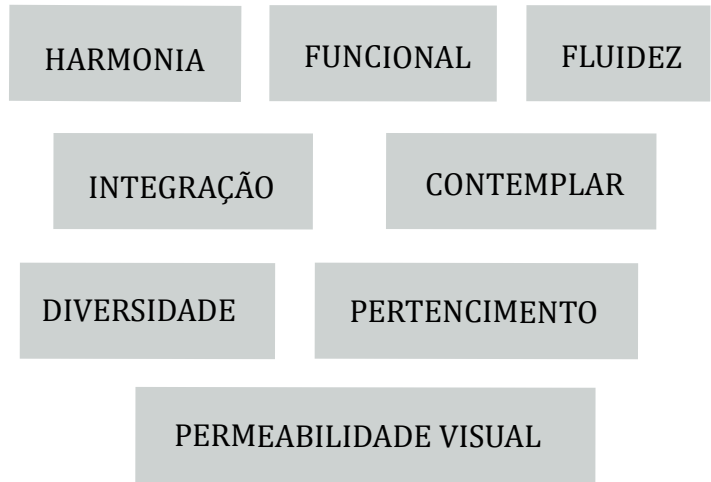 HARMONIA
FUNCIONAL
FLUIDEZ
INTEGRAÇÃO
CONTEMPLAR
DIVERSIDADE
PERTENCIMENTO
PERMEABILIDADE VISUAL